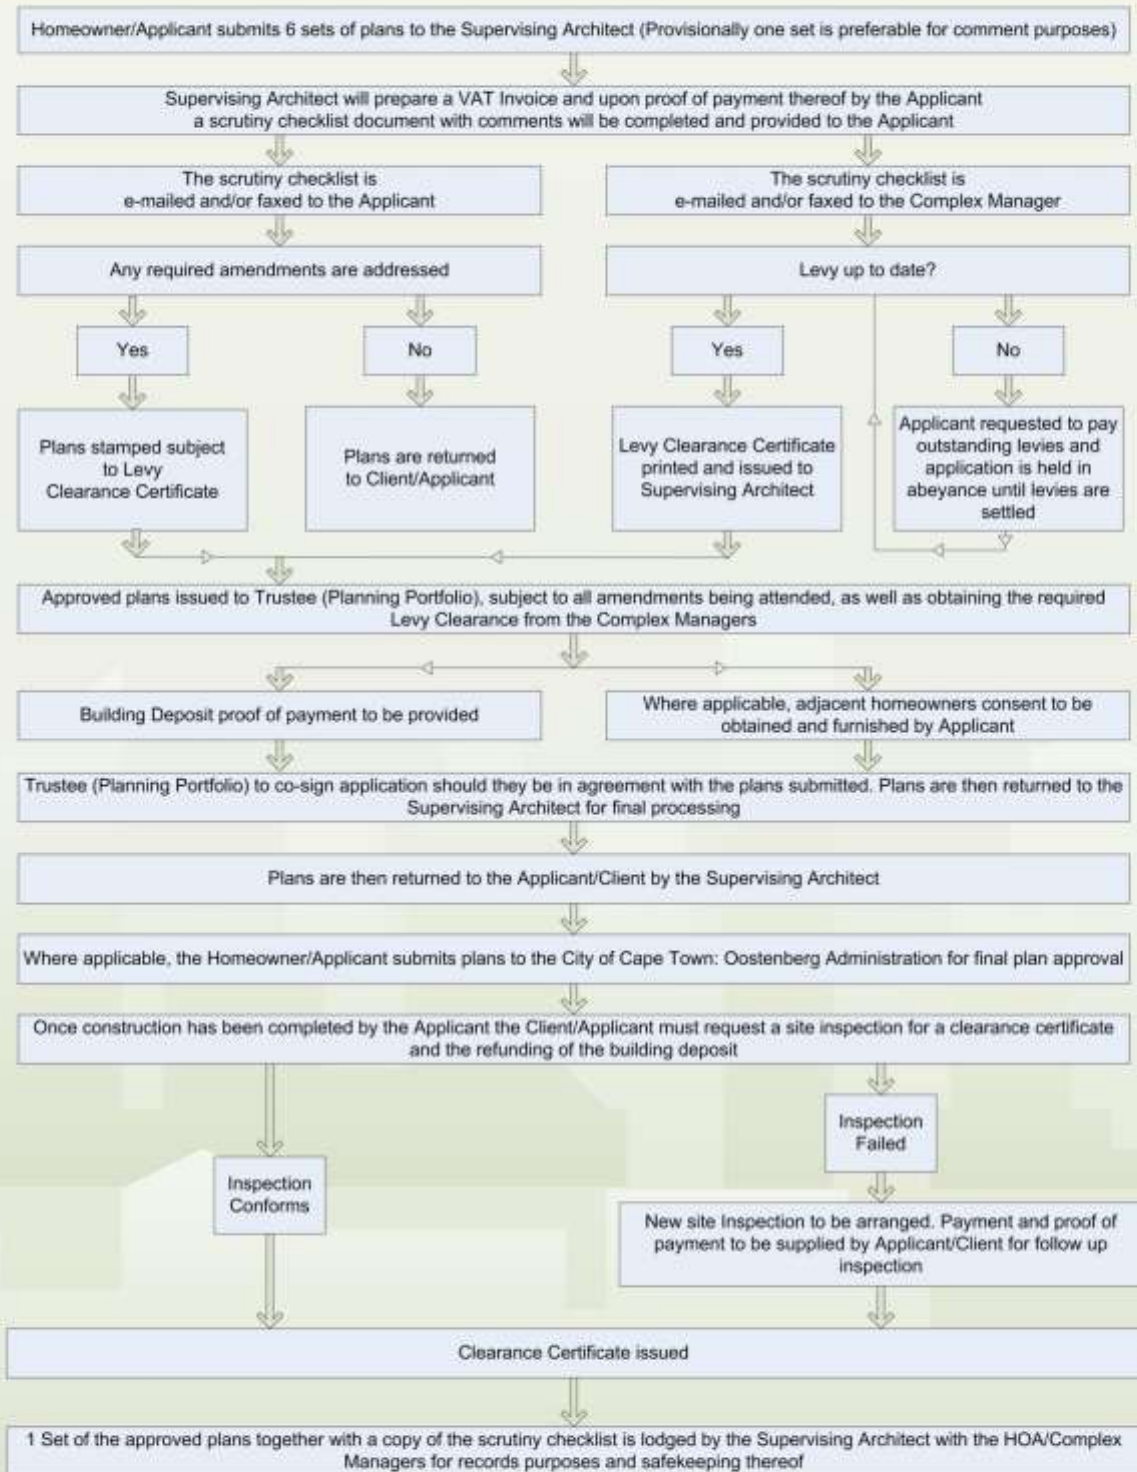 Homeowner/Applicant submits 6 sets of plans to the Supervising Architect (Provisionally one set is preferable for comment purposes)
Supervising Architect will prepare a VAT Invoice and upon proof of payment thereof by the Applicant
a scrutiny checklist document with comments will be completed and provided to the Applicant
The scrutiny checklist is
e-mailed and/or faxed to the Applicant
The scrutiny checklist is
e-mailed and/or faxed to the Complex Manager
Any required amendments are addressed
Levy up to date?
Yes
No
Yes
No
Plans stamped subject
to Levy
Clearance Certificate
Plans are returned
to Client/Applicant
Levy Clearance Certificate
printed and issued to
Supervising Architect
Applicant requested to pay
outstanding levies and
application is held in
abeyance until levies are
settled
Approved plans issued to Trustee (Planning Portfolio), subject to all amendments being attended, as well as obtaining the required
Levy Clearance from the Complex Managers
Building Deposit proof of payment to be provided
Where applicable, adjacent homeowners consent to be
obtained and furnished by Applicant
Trustee (Planning Portfolio) to co-sign application should they be in agreement with the plans submitted. Plans are then returned to the
Supervising Architect for final processing
Plans are then returned to the Applicant/Client by the Supervising Architect
Where applicable, the Homeowner/Applicant submits plans to the City of Cape Town: Oostenberg Administration for final plan approval
Once construction has been completed by the Applicant the Client/Applicant must request a site inspection for a clearance certificate
and the refunding of the building deposit
Inspection
Failed
Inspection
Conforms
New site Inspection to be arranged. Payment and proof of
payment to be supplied by Applicant/Client for follow up
inspection
Clearance Certificate issued
1 Set of the approved plans together with a copy of the scrutiny checklist is lodged by the Supervising Architect with the HOA/Complex
Managers for records purposes and safekeeping thereof